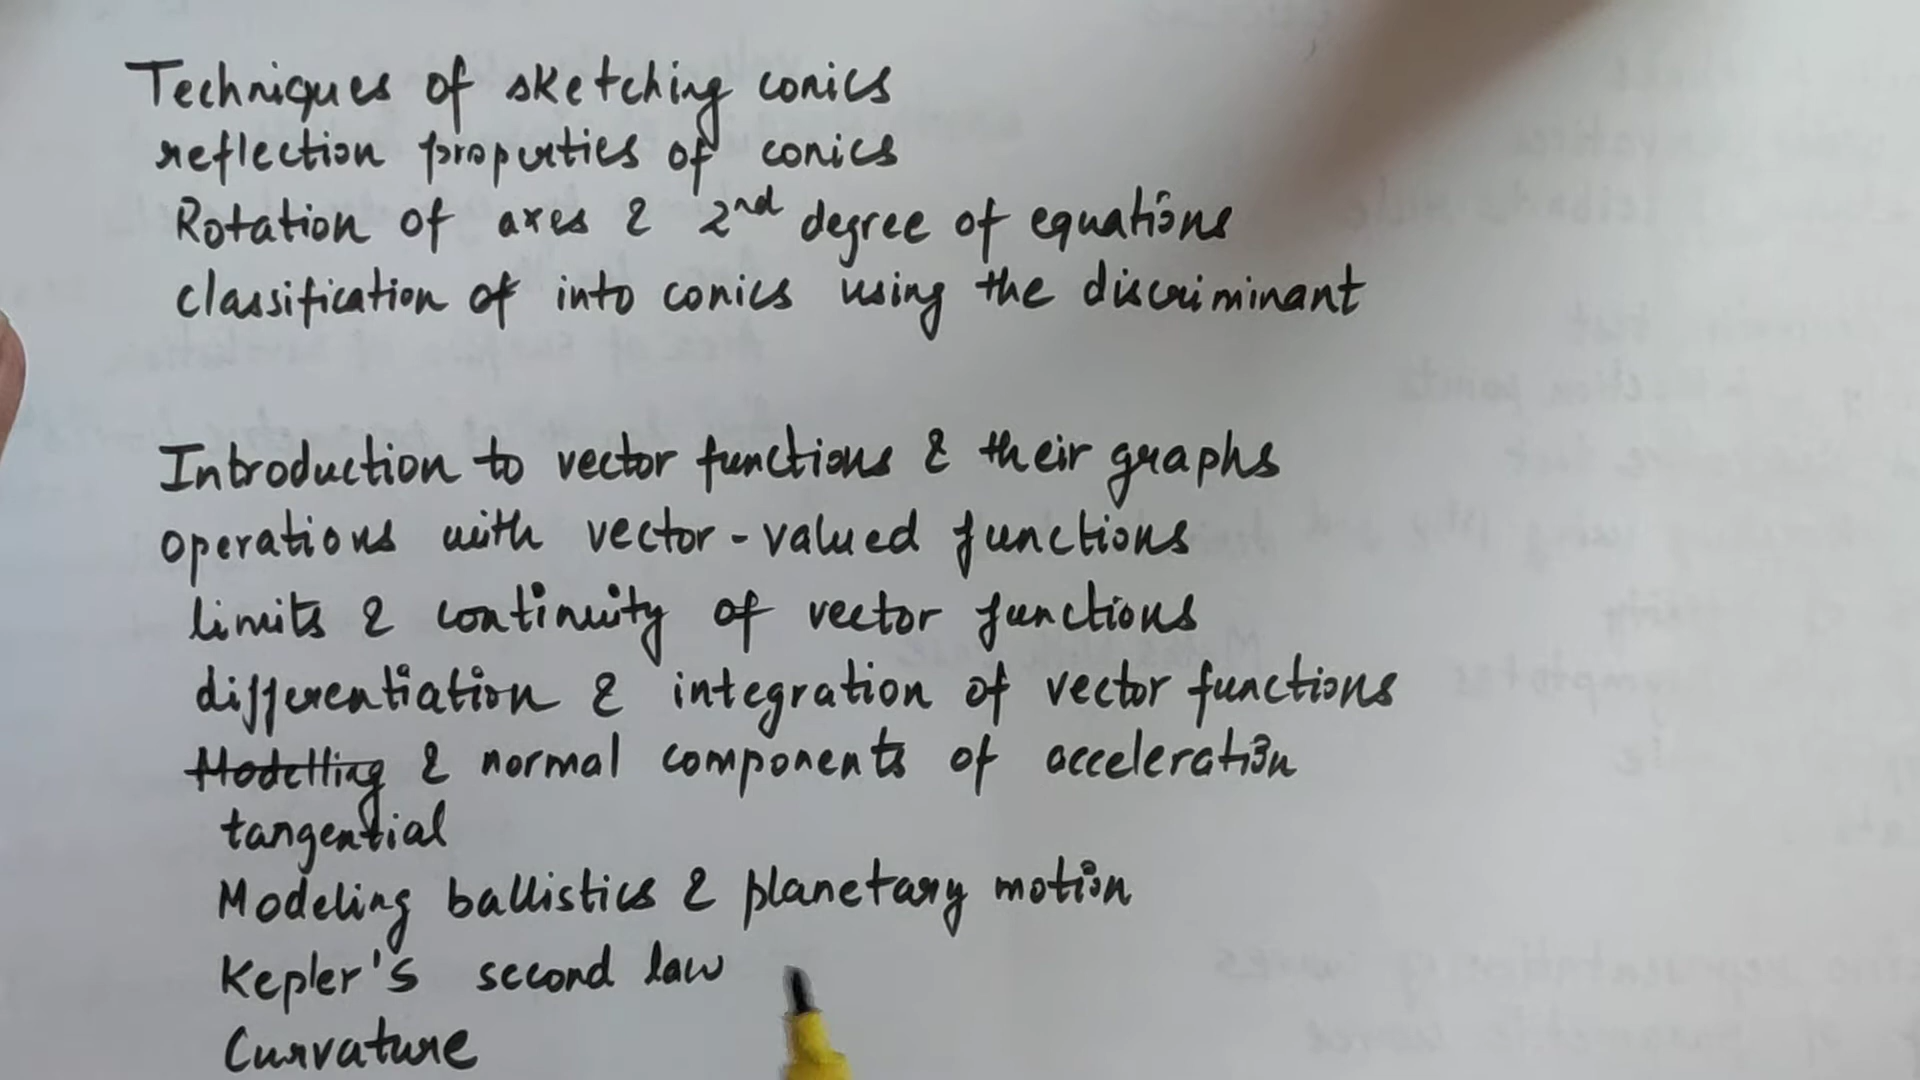 Techniques of sketching conics
reflection properties of conics
Rotation of axes & 2nd degree of equations
classification of into conics using the discriminant
Introduction to vector functions & their graphs
operations with vector-valued functions
limits & continuity of vector functions
differentiation & integration of vector functions
Modelling & normal components of acceleration
tangential
Modeling ballistics & planetary motion
Kepler's second law
Curvature